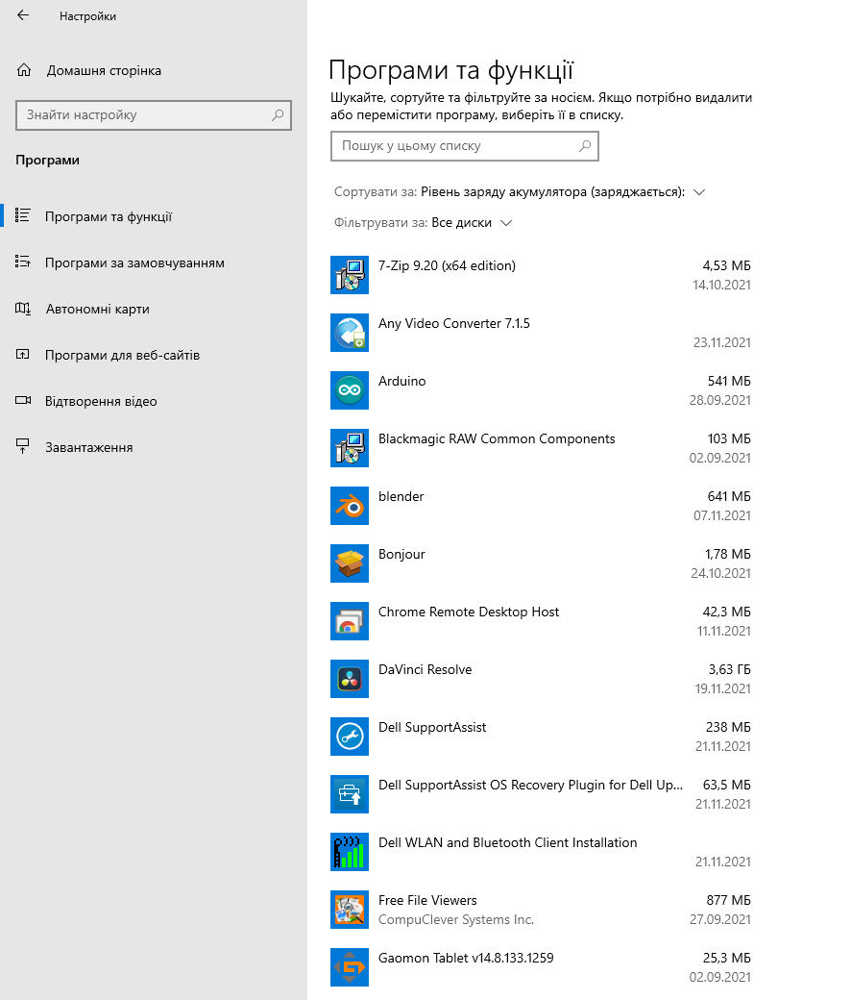 Настройки
Домашня сторінка
Знайти настройку
Програми
Програми та функції
Програми за замовчуванням
Автономні карти
Програми для веб-сайтів
Відтворення відео
Завантаження
Програми та функції
Шукайте, сортуйте та фільтруйте за носієм. Якщо потрібно видалити
або перемістити програму, виберіть її в списку.
Пошук у цьому списку
Сортувати за: Рівень заряду акумулятора (заряджається):
Фільтрувати за: Все диски
7-Zip 9.20 (x64 edition) 4,53 МБ
14.10.2021
Any Video Converter 7.1.5
23.11.2021
Arduino 541 МБ
28.09.2021
Blackmagic RAW Common Components 103 МБ
02.09.2021
blender 641 МБ
07.11.2021
Bonjour 1,78 МБ
24.10.2021
Chrome Remote Desktop Host 42,3 МБ
11.11.2021
DaVinci Resolve 3,63 ГБ
19.11.2021
Dell SupportAssist 238 МБ
21.11.2021
Dell SupportAssist OS Recovery Plugin for Dell Up... 63,5 МБ
21.11.2021
Dell WLAN and Bluetooth Client Installation
21.11.2021
Free File Viewers 877 МБ
CompuClever Systems Inc. 27.09.2021
Gaomon Tablet v14.8.133.1259 25,3 МБ
02.09.2021